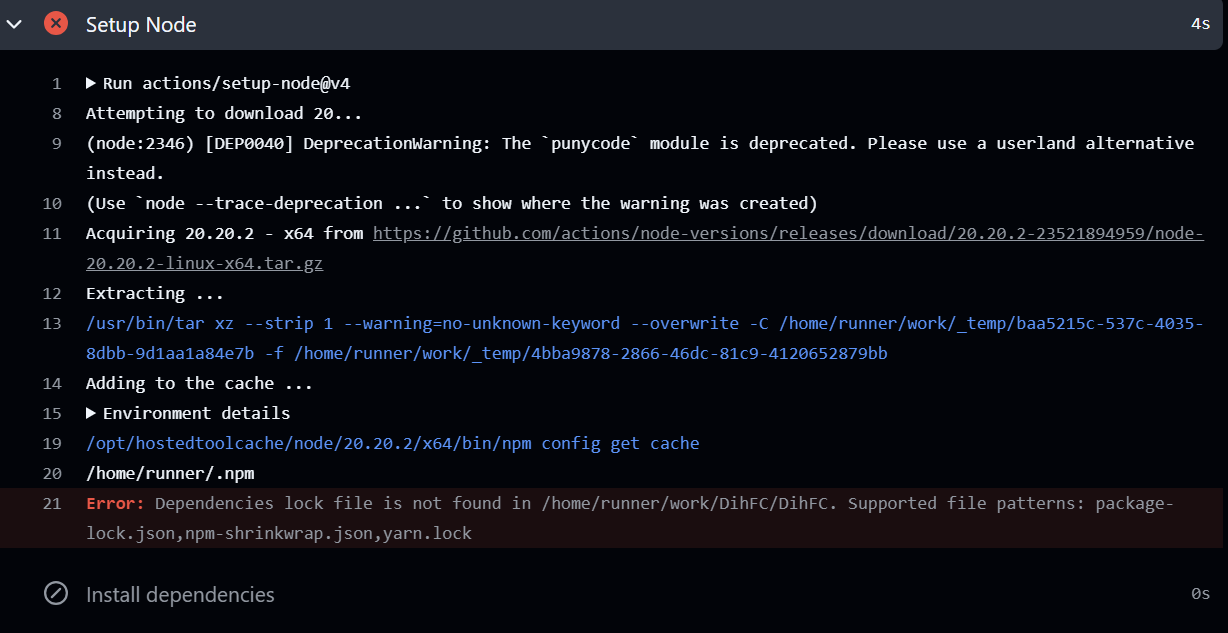 Setup Node 4s
1 Run actions/setup-node@v4
8 Attempting to download 20...
9 (node:2346) [DEP0040] DeprecationWarning: The `punycode` module is deprecated. Please use a userland alternative
instead.
10 (Use `node --trace-deprecation ...` to show where the warning was created)
11 Acquiring 20.20.2 - x64 from https://github.com/actions/node-versions/releases/download/20.20.2-23521894959/node-
20.20.2-linux-x64.tar.gz
12 Extracting ...
13 /usr/bin/tar xz --strip 1 --warning=no-unknown-keyword --overwrite -C /home/runner/work/_temp/baa5215c-537c-4035-
8dbb-9d1aa1a84e7b -f /home/runner/work/_temp/4bba9878-2866-46dc-81c9-4120652879bb
14 Adding to the cache ...
15 Environment details
19 /opt/hostedtoolcache/node/20.20.2/x64/bin/npm config get cache
20 /home/runner/.npm
21 Error: Dependencies lock file is not found in /home/runner/work/DihFC/DihFC. Supported file patterns: package-
lock.json,npm-shrinkwrap.json,yarn.lock
Install dependencies 0s